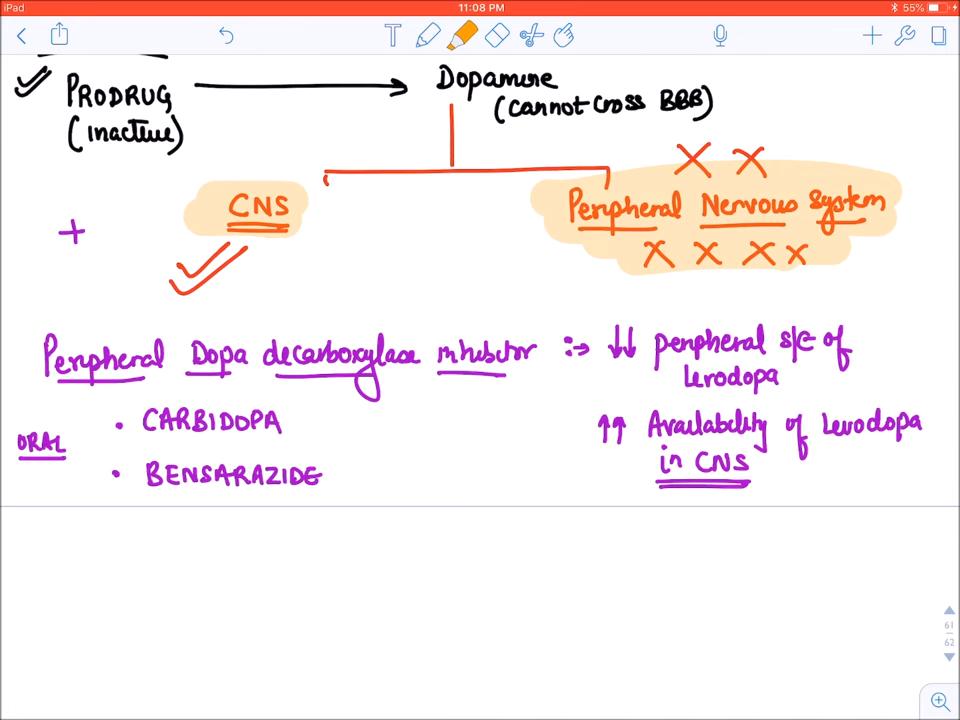 iPad
11:08 PM
55%
T
PRODRUG
(inactive)
Dopamine
(cannot cross BBB)
CNS
Peripheral Nervous System
+
Peripheral Dopa decarboxylase inhibitor :→ ↓↓ peripheral s/E of
levodopa
ORAL
• CARBIDOPA
• BENSARAZIDE
↑↑ Availability of levodopa
in CNS
61
62